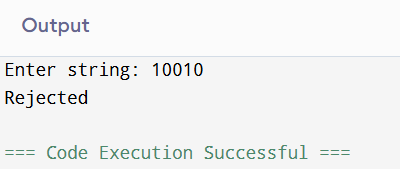 Output
Enter string: 10010
Rejected
=== Code Execution Successful ===